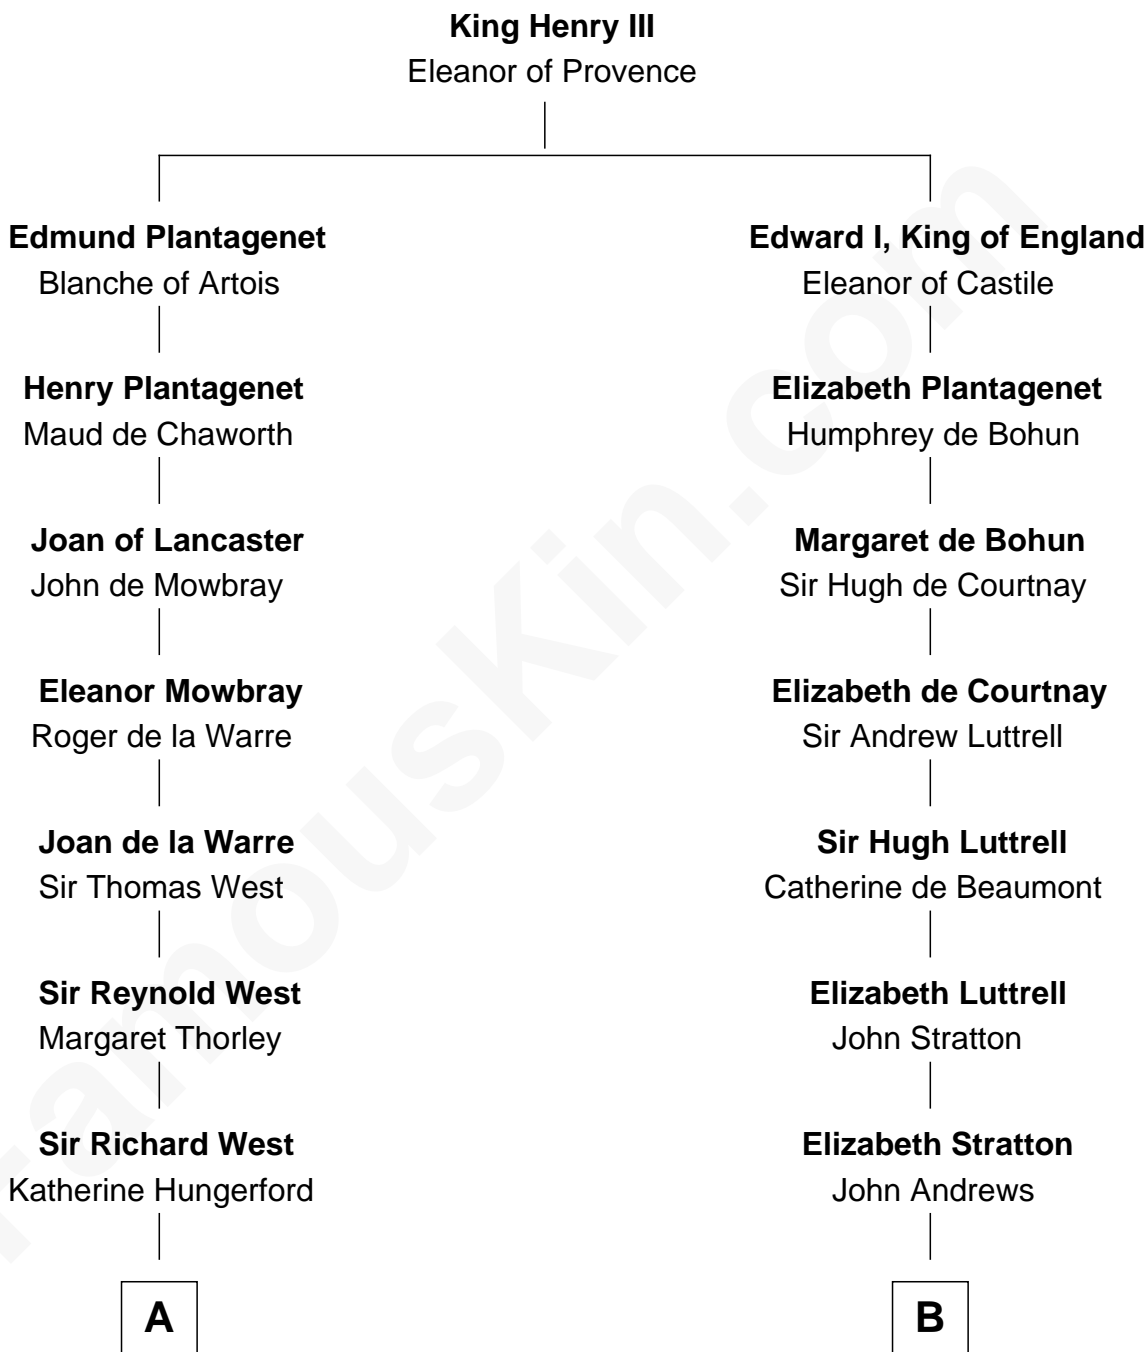 King Henry III
Eleanor of Provence
Edmund Plantagenet
Blanche of Artois
Edward I, King of England
Eleanor of Castile
Henry Plantagenet
Maud de Chaworth
Elizabeth Plantagenet
Humphrey de Bohun
Joan of Lancaster
John de Mowbray
Margaret de Bohun
Sir Hugh de Courtnay
Eleanor Mowbray
Roger de la Warre
Elizabeth de Courtnay
Sir Andrew Luttrell
Joan de la Warre
Sir Thomas West
Sir Hugh Luttrell
Catherine de Beaumont
Sir Reynold West
Margaret Thorley
Elizabeth Luttrell
John Stratton
Sir Richard West
Katherine Hungerford
Elizabeth Stratton
John Andrews
A
B
FamousKin.com